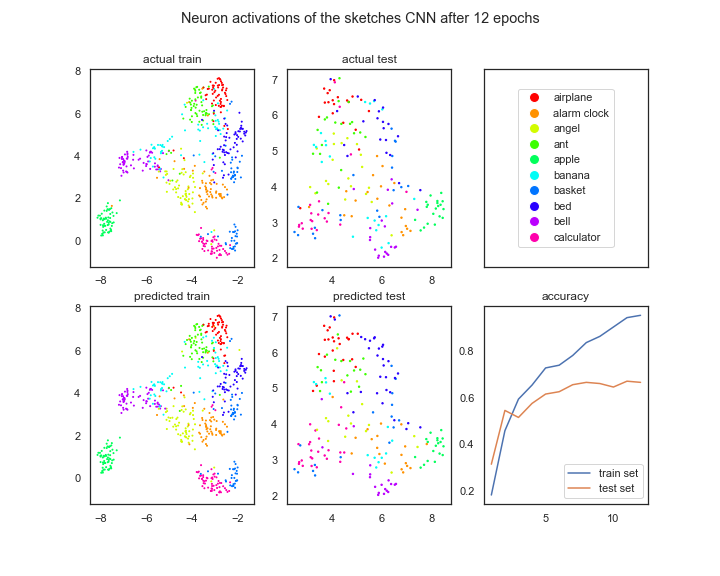 Neuron activations of the sketches CNN after 12 epochs
actual train
8
6
4
2
0
−8 −6 −4 −2
actual test
7
6
5
4
3
2
4 6 8
airplane
alarm clock
angel
ant
apple
banana
basket
bed
bell
calculator
predicted train
8
6
4
2
0
−8 −6 −4 −2
predicted test
7
6
5
4
3
2
4 6 8
accuracy
0.8
0.6
0.4
0.2
5 10
train set
test set